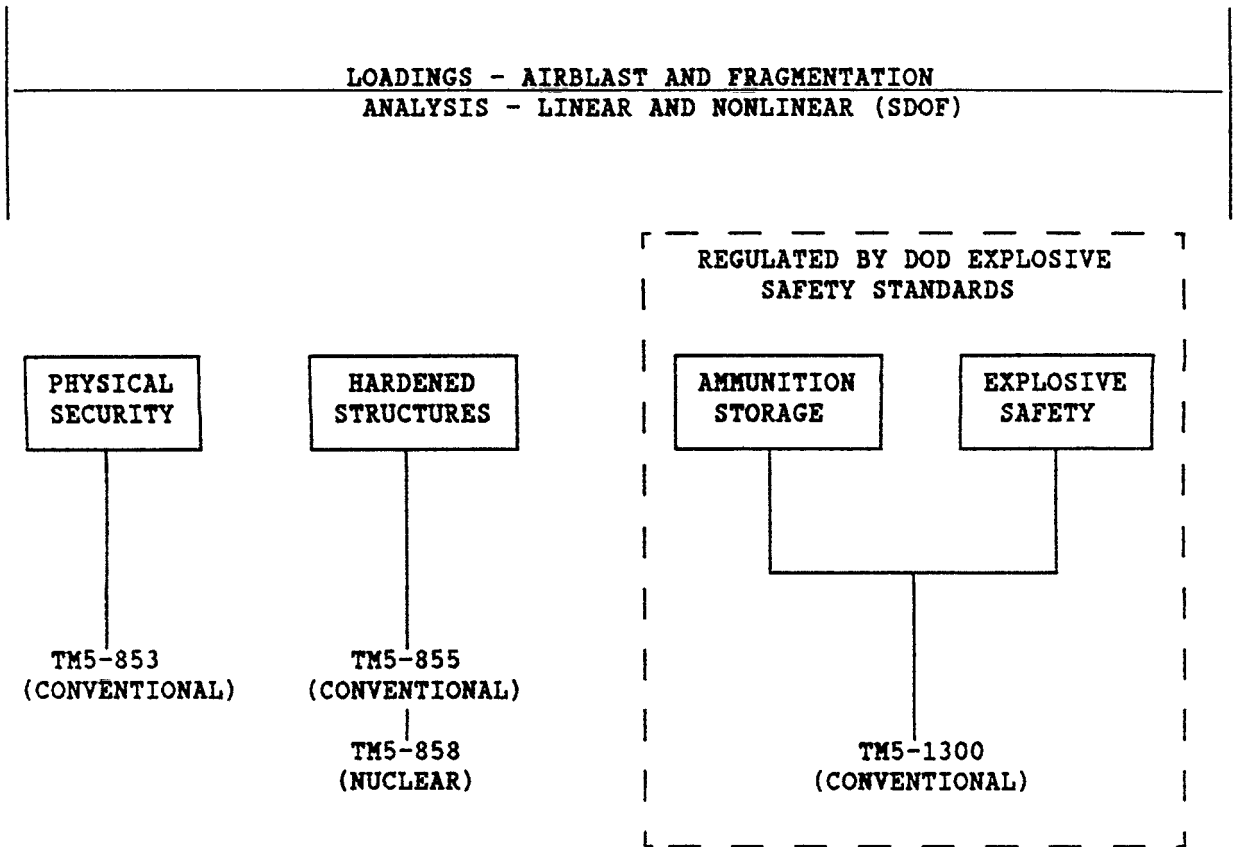 LOADINGS - AIRBLAST AND FRAGMENTATION
ANALYSIS - LINEAR AND NONLINEAR (SDOF)
REGULATED BY DOD EXPLOSIVE
SAFETY STANDARDS
PHYSICAL
SECURITY
HARDENED
STRUCTURES
AMMUNITION
STORAGE
EXPLOSIVE
SAFETY
TM5-853
(CONVENTIONAL)
TM5-855
(CONVENTIONAL)
TM5-858
(NUCLEAR)
TM5-1300
(CONVENTIONAL)